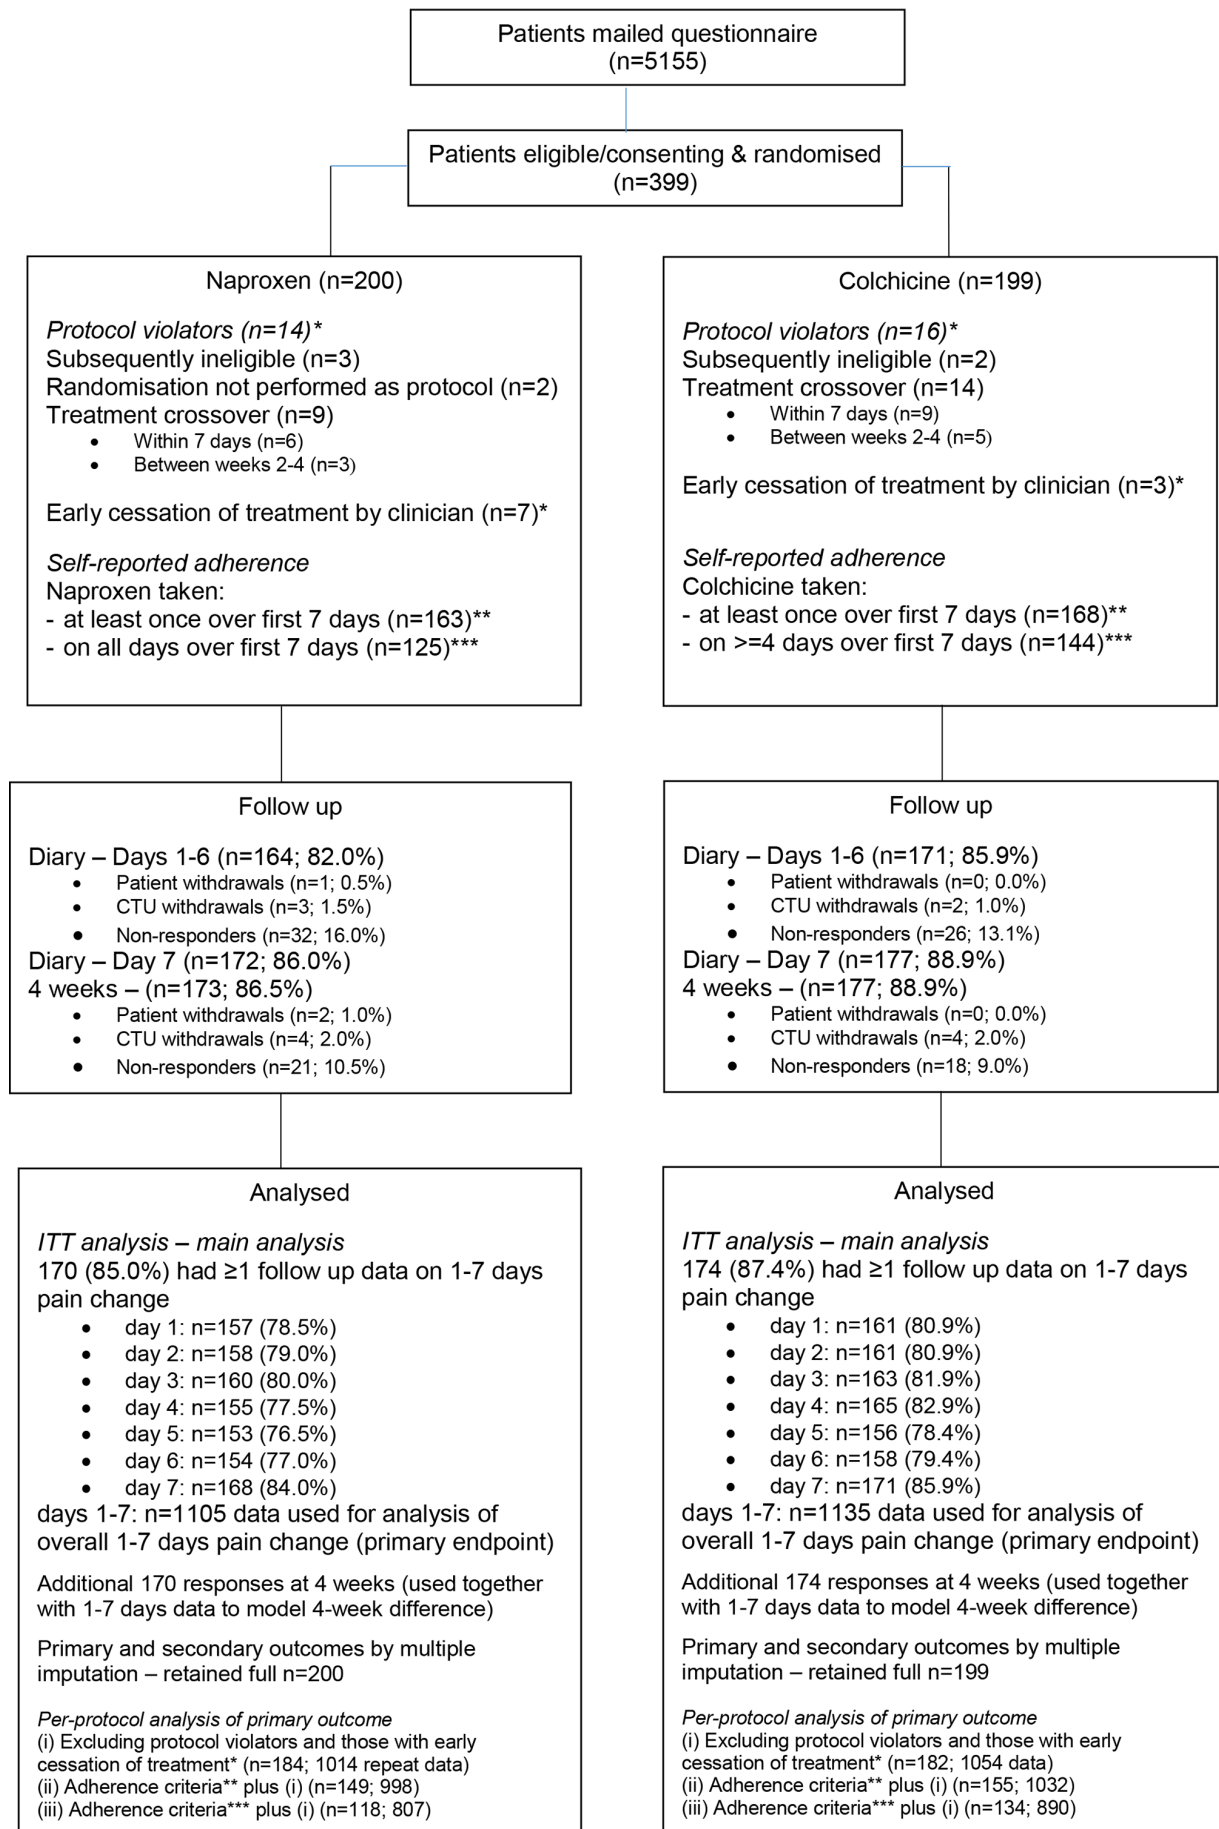 Patients mailed questionnaire
(n=5155)
Patients eligible/consenting & randomised
(n=399)
Naproxen (n=200)
Protocol violators (n=14)*
Subsequently ineligible (n=3)
Randomisation not performed as protocol (n=2)
Treatment crossover (n=9)
• Within 7 days (n=6)
• Between weeks 2-4 (n=3)
Early cessation of treatment by clinician (n=7)*
Self-reported adherence
Naproxen taken:
- at least once over first 7 days (n=163)**
- on all days over first 7 days (n=125)***
Colchicine (n=199)
Protocol violators (n=16)*
Subsequently ineligible (n=2)
Treatment crossover (n=14)
• Within 7 days (n=9)
• Between weeks 2-4 (n=5)
Early cessation of treatment by clinician (n=3)*
Self-reported adherence
Colchicine taken:
- at least once over first 7 days (n=168)**
- on >=4 days over first 7 days (n=144)***
Follow up
Diary – Days 1-6 (n=164; 82.0%)
• Patient withdrawals (n=1; 0.5%)
• CTU withdrawals (n=3; 1.5%)
• Non-responders (n=32; 16.0%)
Diary – Day 7 (n=172; 86.0%)
4 weeks – (n=173; 86.5%)
• Patient withdrawals (n=2; 1.0%)
• CTU withdrawals (n=4; 2.0%)
• Non-responders (n=21; 10.5%)
Follow up
Diary – Days 1-6 (n=171; 85.9%)
• Patient withdrawals (n=0; 0.0%)
• CTU withdrawals (n=2; 1.0%)
• Non-responders (n=26; 13.1%)
Diary – Day 7 (n=177; 88.9%)
4 weeks – (n=177; 88.9%)
• Patient withdrawals (n=0; 0.0%)
• CTU withdrawals (n=4; 2.0%)
• Non-responders (n=18; 9.0%)
Analysed
ITT analysis – main analysis
170 (85.0%) had ≥1 follow up data on 1-7 days
pain change
• day 1: n=157 (78.5%)
• day 2: n=158 (79.0%)
• day 3: n=160 (80.0%)
• day 4: n=155 (77.5%)
• day 5: n=153 (76.5%)
• day 6: n=154 (77.0%)
• day 7: n=168 (84.0%)
days 1-7: n=1105 data used for analysis of
overall 1-7 days pain change (primary endpoint)
Additional 170 responses at 4 weeks (used together
with 1-7 days data to model 4-week difference)
Primary and secondary outcomes by multiple
imputation – retained full n=200
Per-protocol analysis of primary outcome
(i) Excluding protocol violators and those with early
cessation of treatment* (n=184; 1014 repeat data)
(ii) Adherence criteria** plus (i) (n=149; 998)
(iii) Adherence criteria*** plus (i) (n=118; 807)
Analysed
ITT analysis – main analysis
174 (87.4%) had ≥1 follow up data on 1-7 days
pain change
• day 1: n=161 (80.9%)
• day 2: n=161 (80.9%)
• day 3: n=163 (81.9%)
• day 4: n=165 (82.9%)
• day 5: n=156 (78.4%)
• day 6: n=158 (79.4%)
• day 7: n=171 (85.9%)
days 1-7: n=1135 data used for analysis of
overall 1-7 days pain change (primary endpoint)
Additional 174 responses at 4 weeks (used together
with 1-7 days data to model 4-week difference)
Primary and secondary outcomes by multiple
imputation – retained full n=199
Per-protocol analysis of primary outcome
(i) Excluding protocol violators and those with early
cessation of treatment* (n=182; 1054 data)
(ii) Adherence criteria** plus (i) (n=155; 1032)
(iii) Adherence criteria*** plus (i) (n=134; 890)